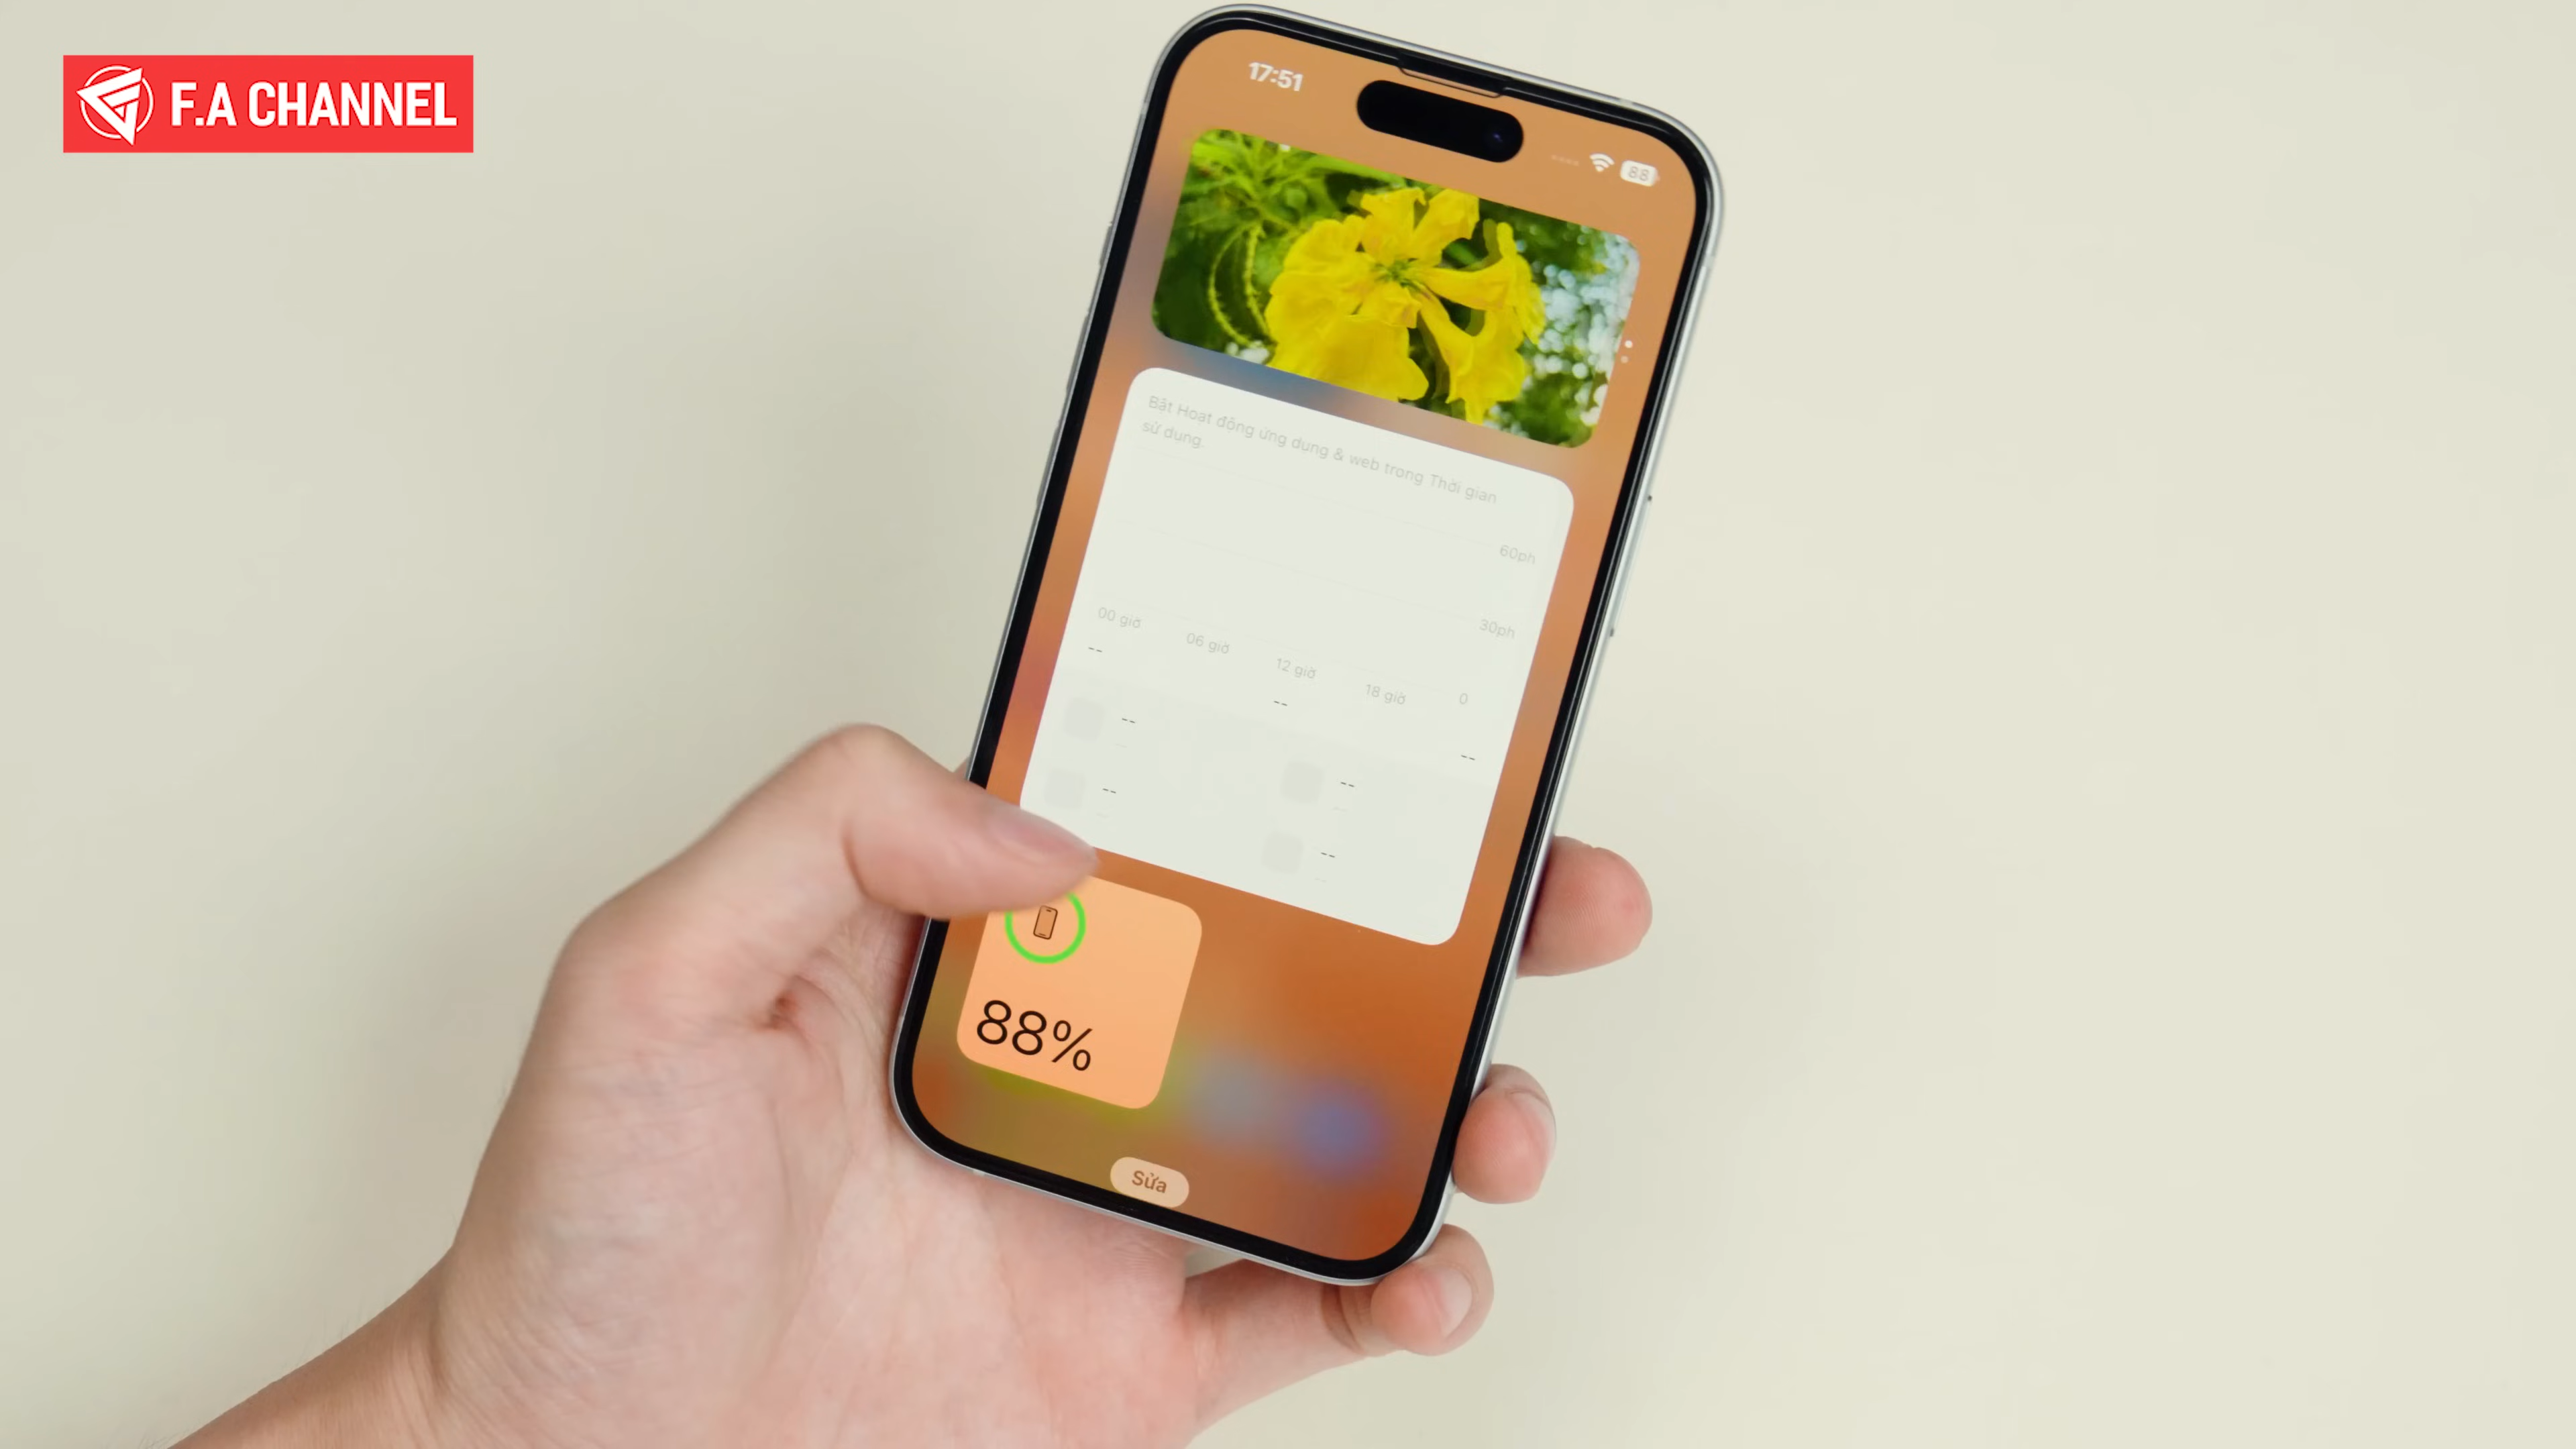 F.A CHANNEL
17:51
88
Bật Hoạt động ứng dụng & web trong Thời gian
sử dụng.
60ph
30ph
00 giờ
06 giờ
12 giờ
18 giờ
0
--
--
--
--
--
--
--
88%
Sửa